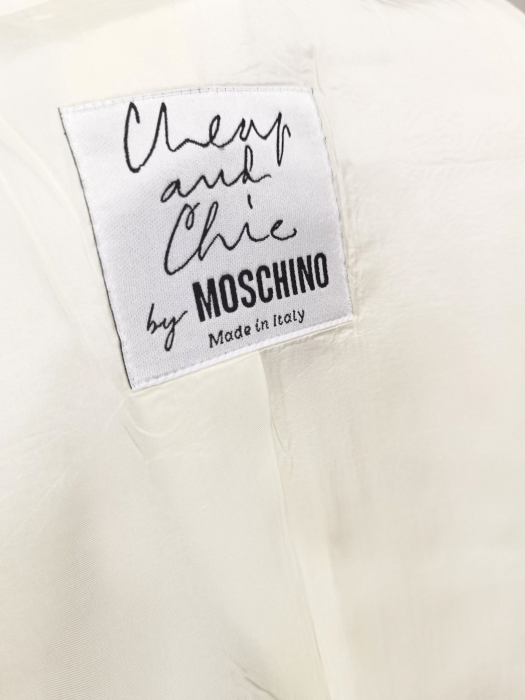 Cheap
and
Chic
by MOSCHINO
Made in Italy